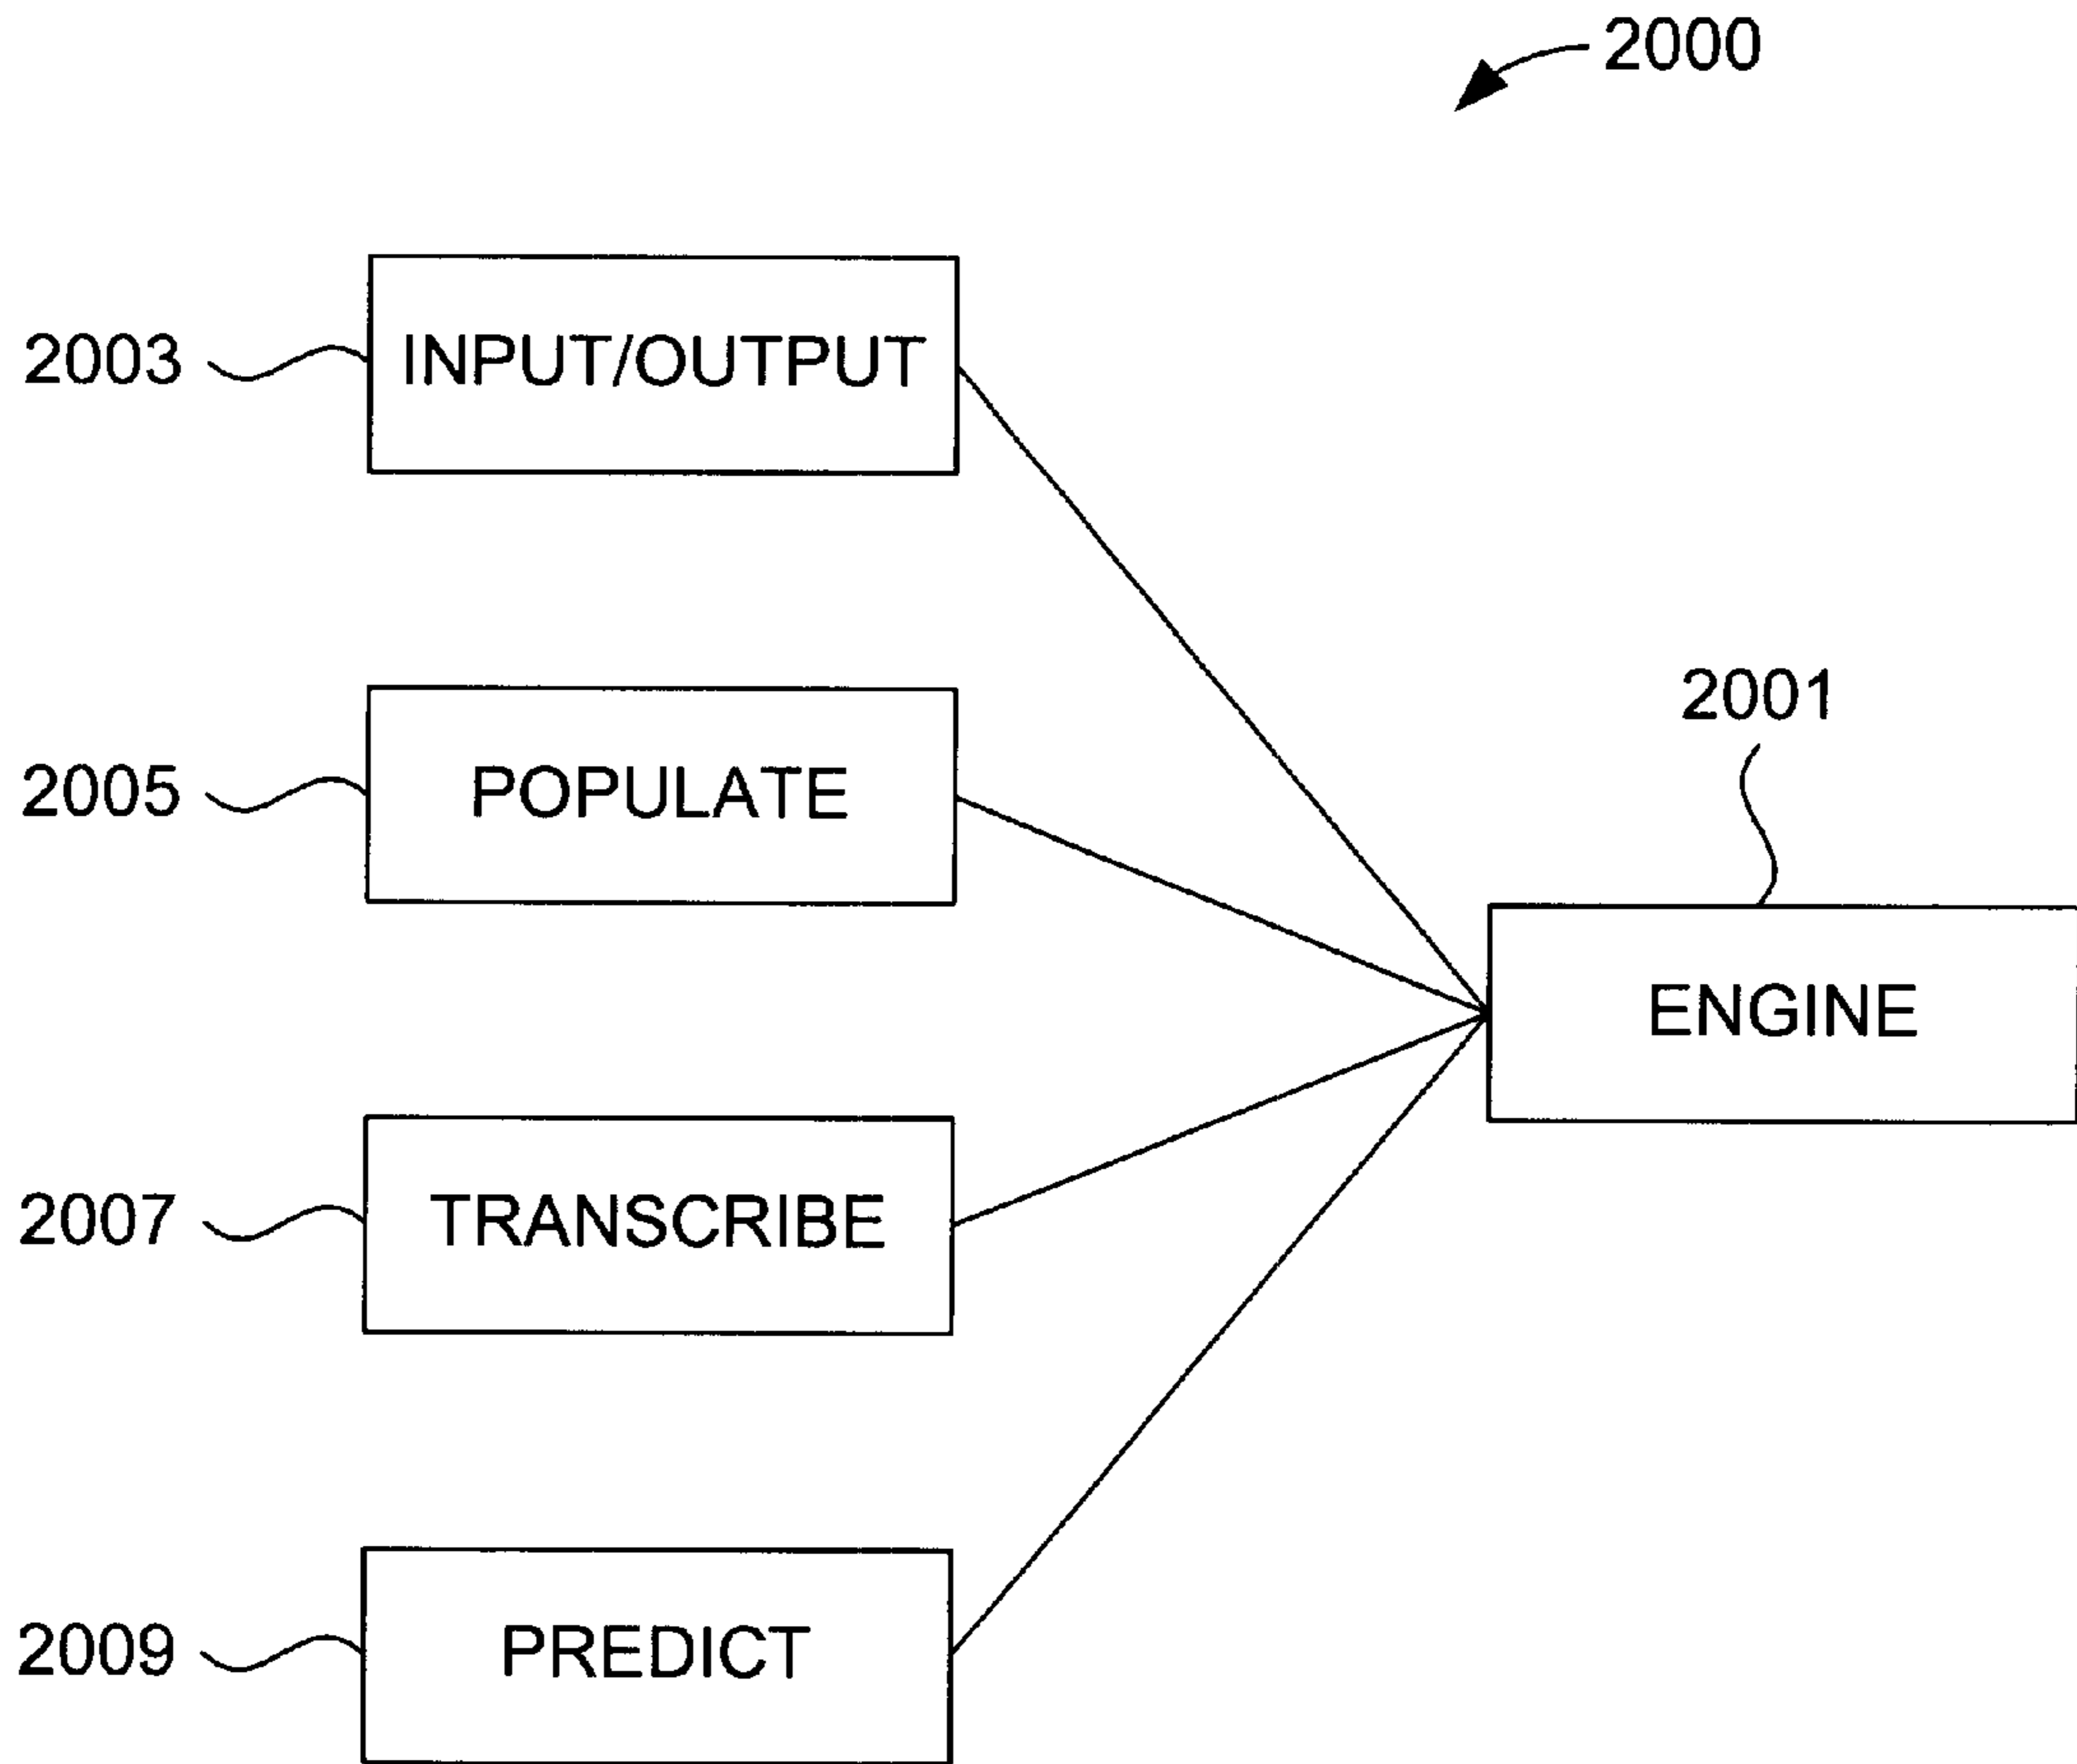 2000
2003 INPUT/OUTPUT
2001
2005 POPULATE
ENGINE
2007 TRANSCRIBE
2009 PREDICT